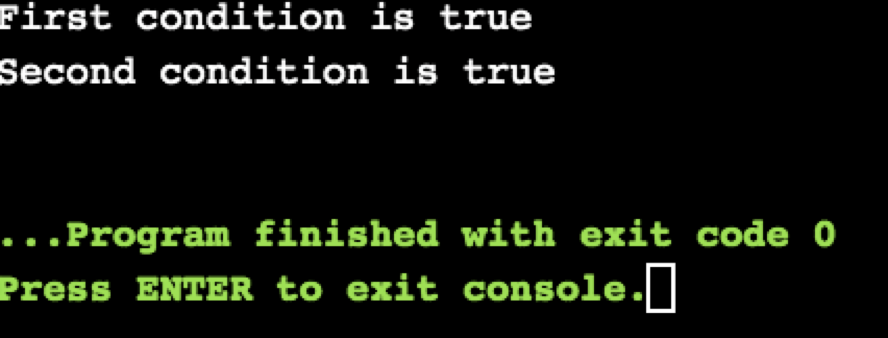 First condition is true
Second condition is true
...Program finished with exit code 0
Press ENTER to exit console.